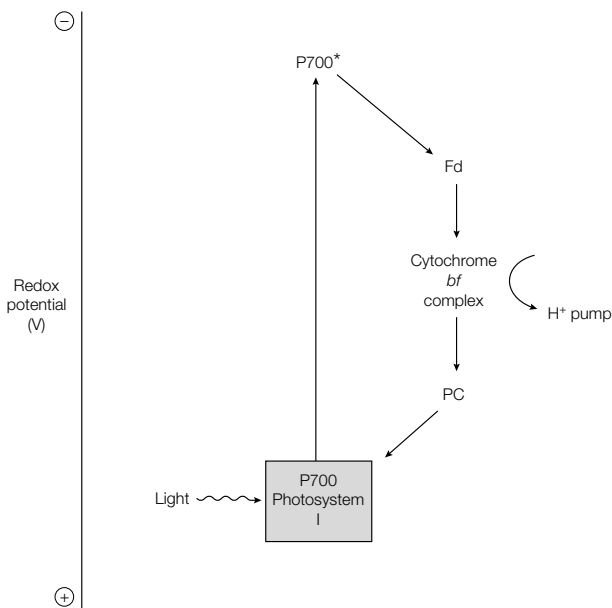 −
P700*
Fd
Cytochrome
bf
complex
H⁺ pump
Redox
potential
(V)
PC
P700
Photosystem
I
Light
+